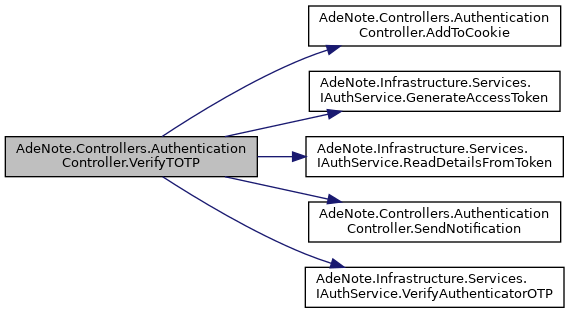 AdeNote.Controllers.Authentication
Controller.VerifyTOTP
AdeNote.Controllers.Authentication
Controller.AddToCookie
AdeNote.Infrastructure.Services.
IAuthService.GenerateAccessToken
AdeNote.Infrastructure.Services.
IAuthService.ReadDetailsFromToken
AdeNote.Controllers.Authentication
Controller.SendNotification
AdeNote.Infrastructure.Services.
IAuthService.VerifyAuthenticatorOTP